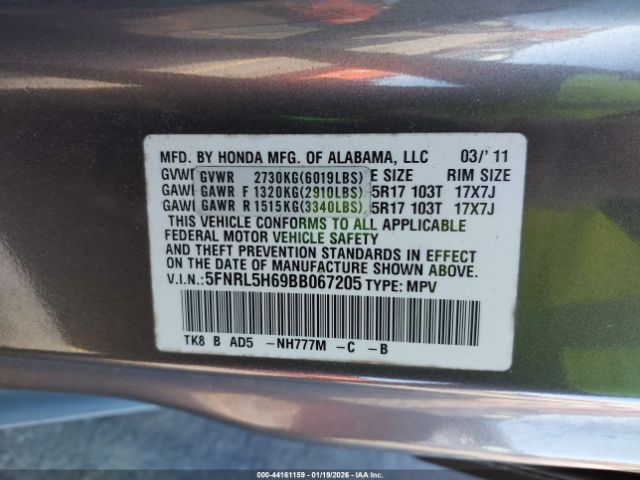 MFD. BY HONDA MFG. OF ALABAMA, LLC 03/'11
GVWR 2730KG(6019LBS) E SIZE RIM SIZE
GAWR F 1320KG(2910LBS) 5R17 103T 17X7J
GAWR R 1515KG(3340LBS) 5R17 103T 17X7J
THIS VEHICLE CONFORMS TO ALL APPLICABLE
FEDERAL MOTOR VEHICLE SAFETY
AND THEFT PREVENTION STANDARDS IN EFFECT
ON THE DATE OF MANUFACTURE SHOWN ABOVE.
V.I.N.: 5FNRL5H69BB067205 TYPE: MPV
TK8 B AD5 -NH777M -C -B
000-44161159 | 01/19/2026 - IAA Inc.